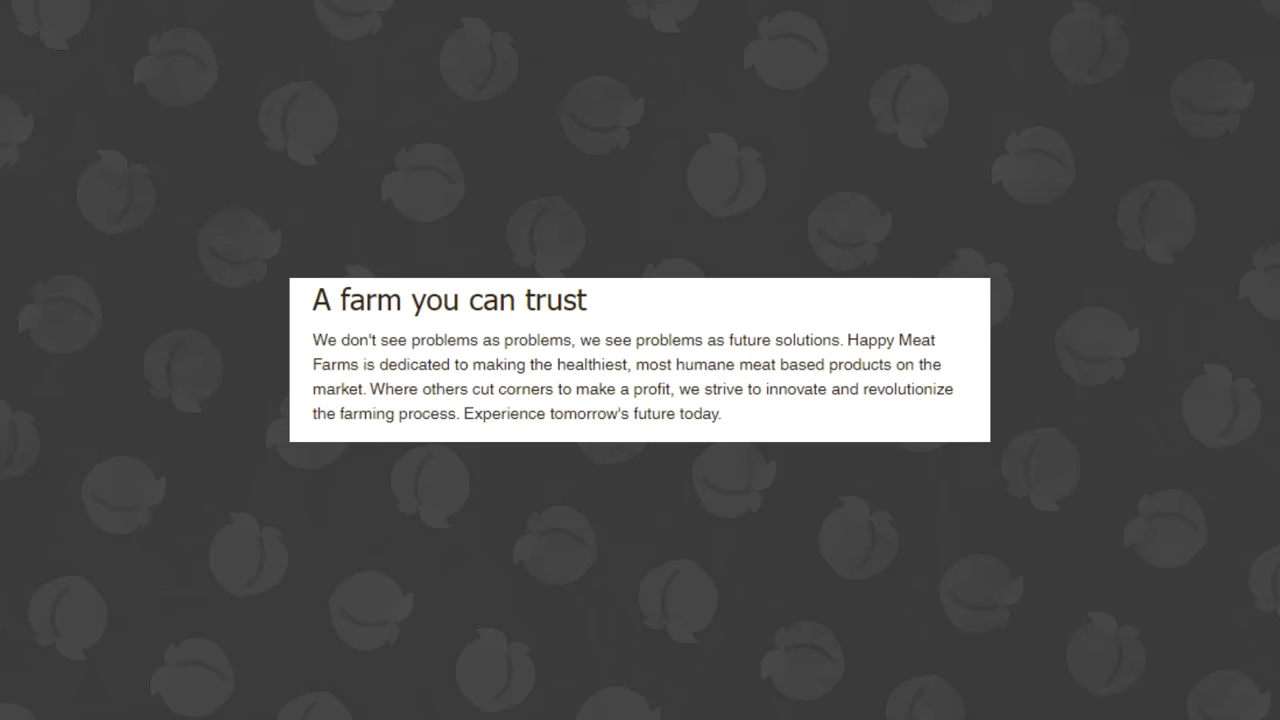 A farm you can trust
We don't see problems as problems, we see problems as future solutions. Happy Meat
Farms is dedicated to making the healthiest, most humane meat based products on the
market. Where others cut corners to make a profit, we strive to innovate and revolutionize
the farming process. Experience tomorrow's future today.